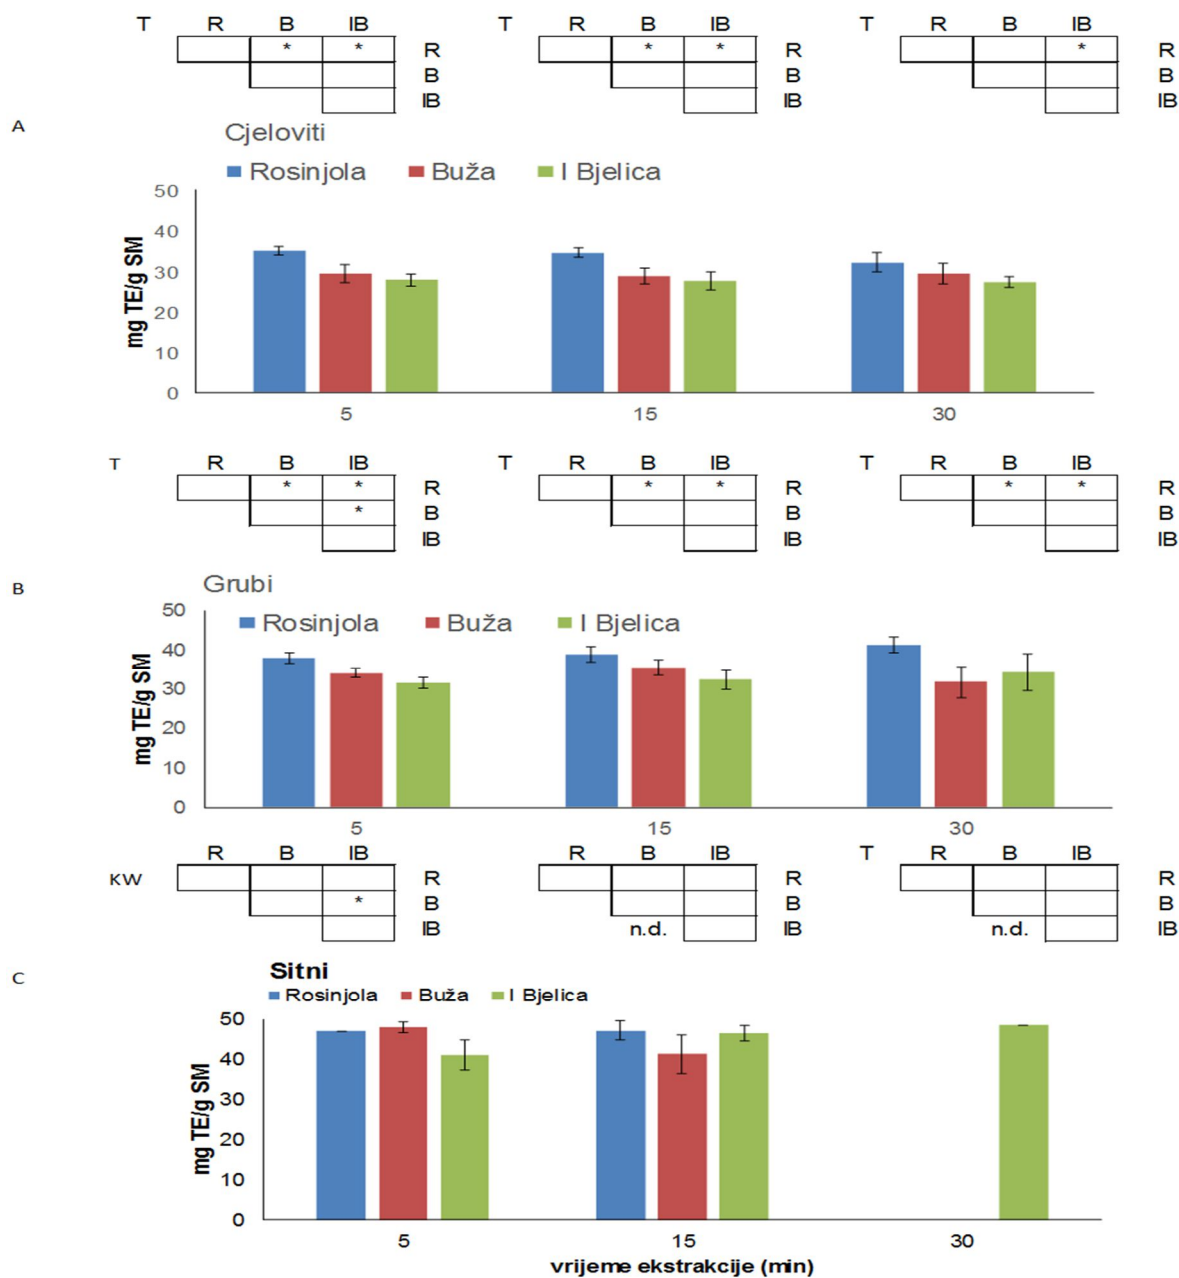 T R B IB T R B IB T R B IB
* * R * * R * R
B B B
IB IB IB
A
Cjeloviti
Rosinjola Buža I Bjelica
50
40
30
20
10
0
mg TE/g SM
5 15 30
T R B IB T R B IB T R B IB
* * R * * R * * R
* B B B
IB IB IB
B
Grubi
Rosinjola Buža I Bjelica
50
40
30
20
10
0
mg TE/g SM
5 15 30
R B IB R B IB T R B IB
KW R R R
* B B B
IB n.d. IB n.d. IB
C
Sitni
Rosinjola Buža I Bjelica
50
40
30
20
10
0
mg TE/g SM
5 15 30
vrijeme ekstrakcije (min)